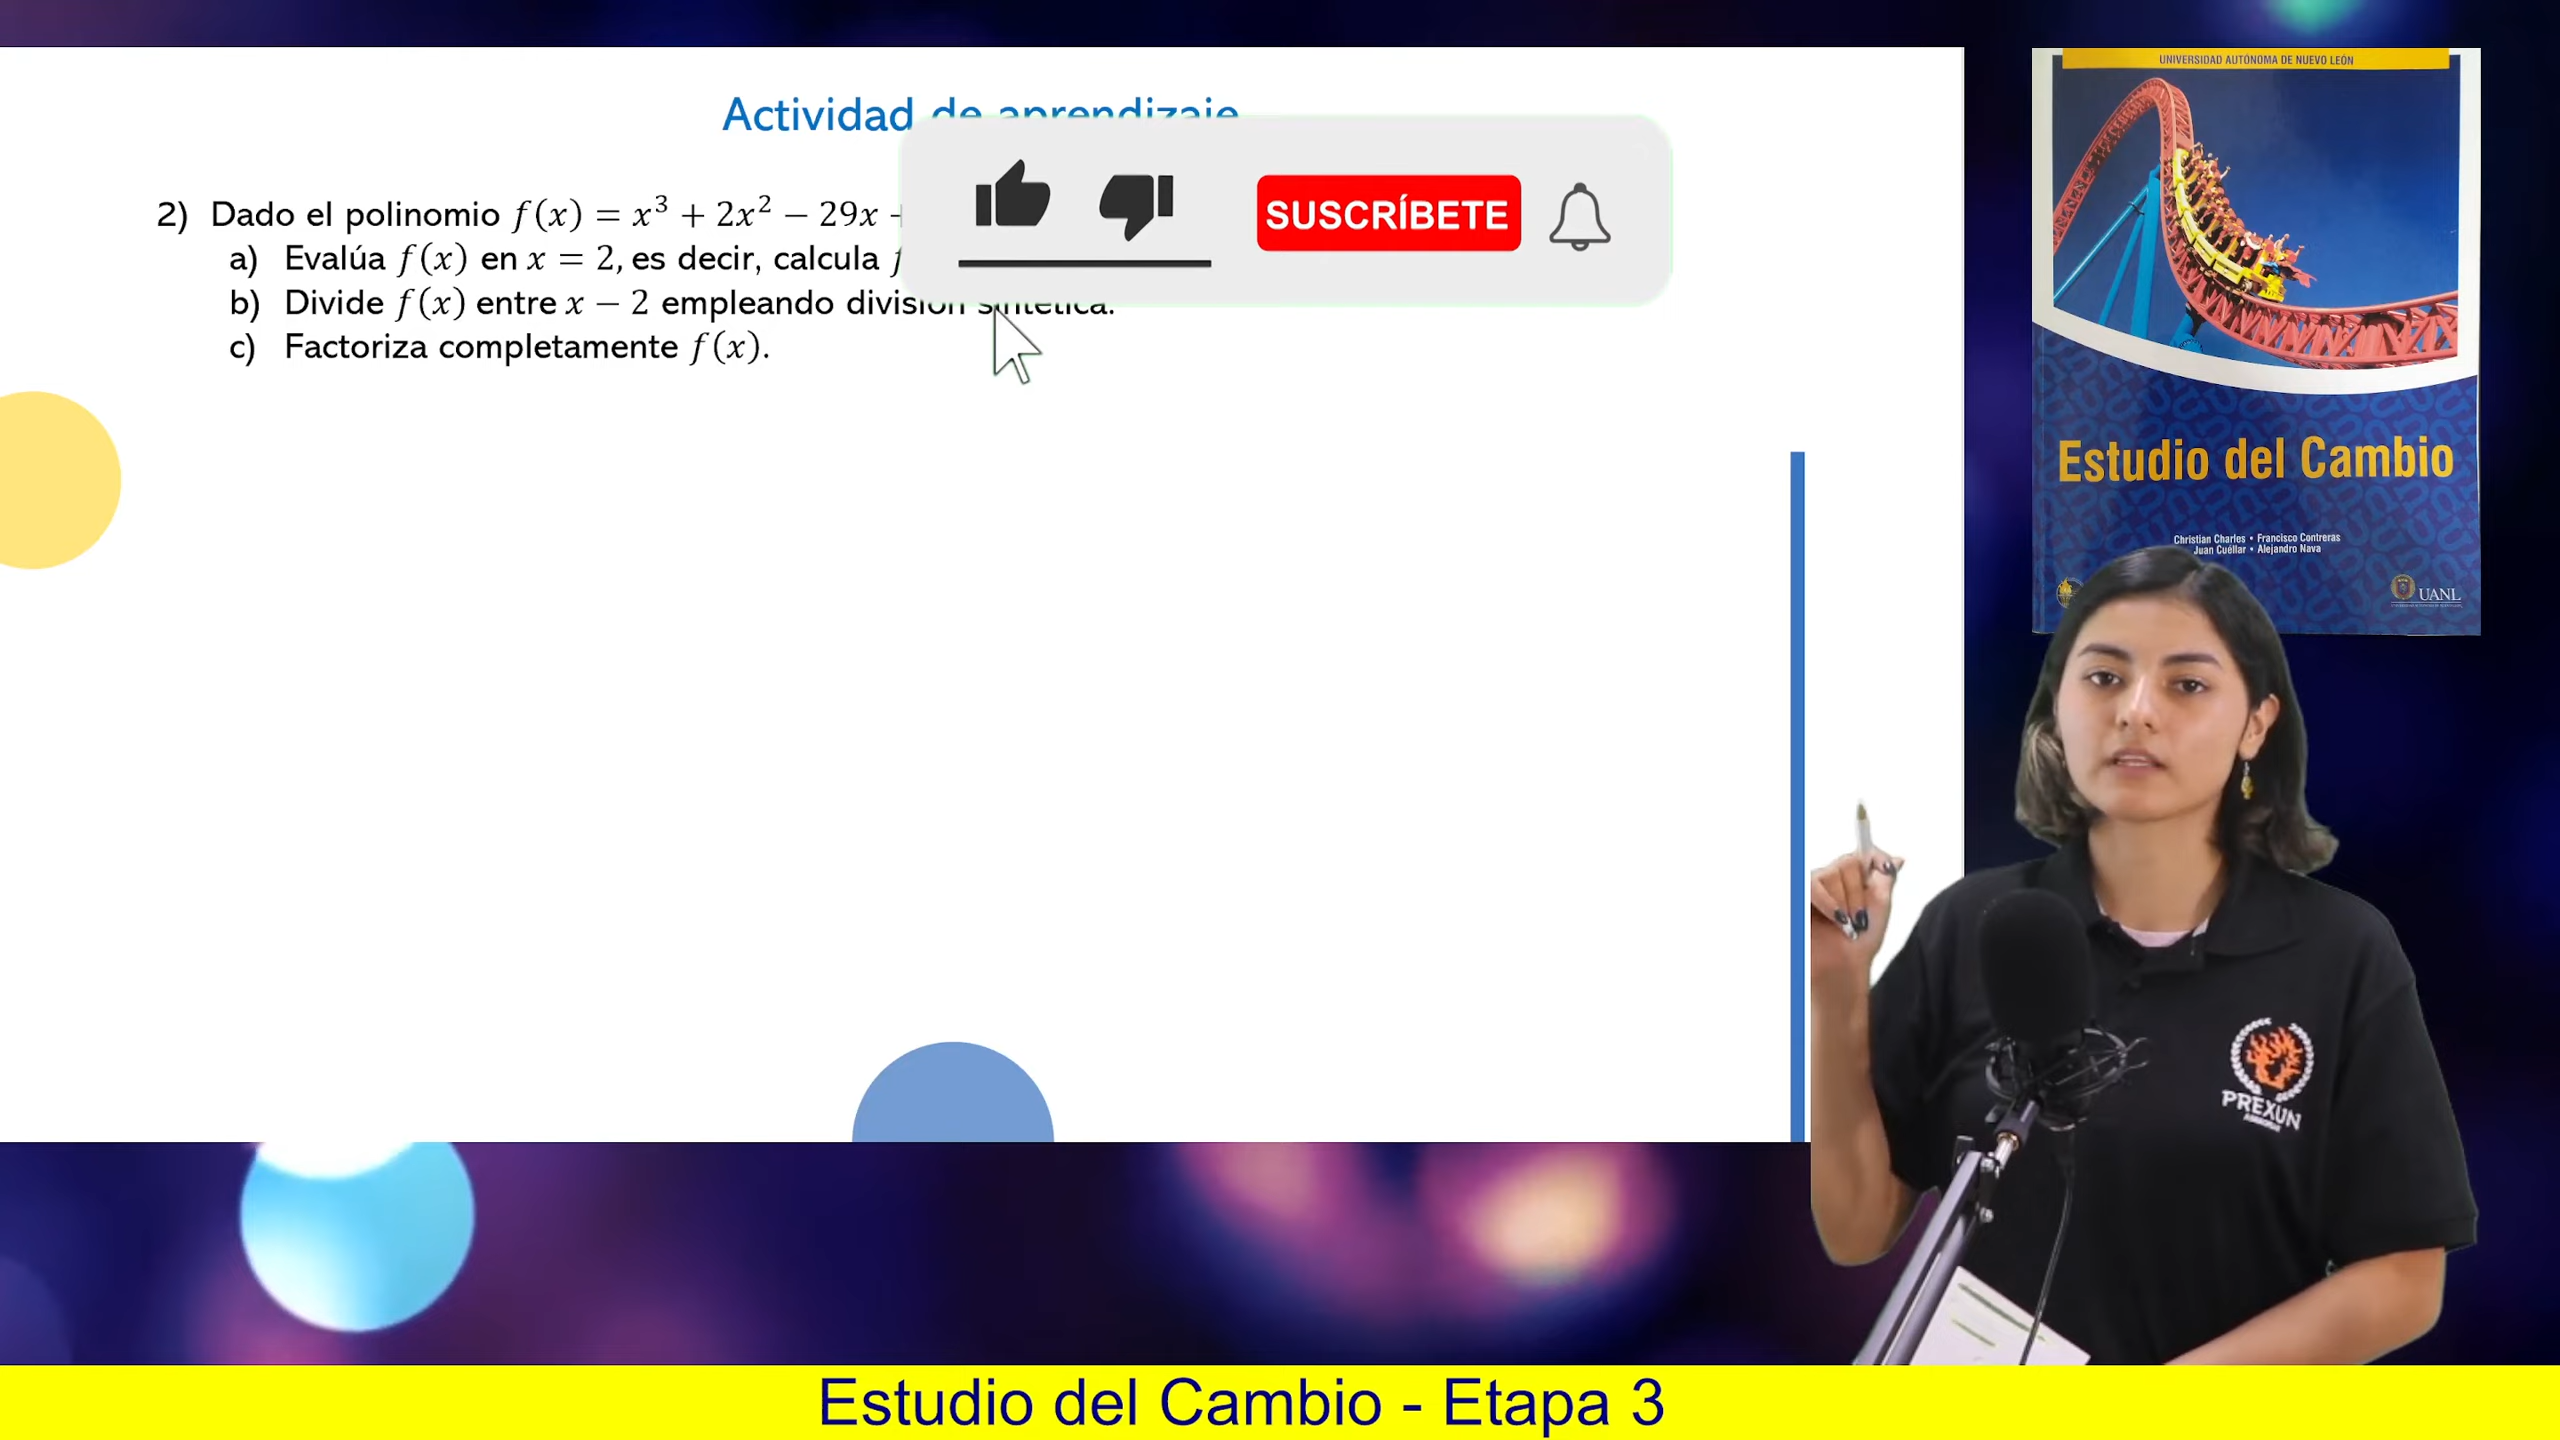 UNIVERSIDAD AUTÓNOMA DE NUEVO LEÓN
Actividad de aprendizaje
2) Dado el polinomio f(x) = x³ + 2x² − 29x
a) Evalúa f(x) en x = 2, es decir, calcula
b) Divide f(x) entre x − 2 empleando división sintética.
c) Factoriza completamente f(x).
SUSCRÍBETE
Estudio del Cambio
Christian Charles • Francisco Contreras
Juan Cuéllar • Alejandro Nava
UANL
PREXUN
Estudio del Cambio - Etapa 3